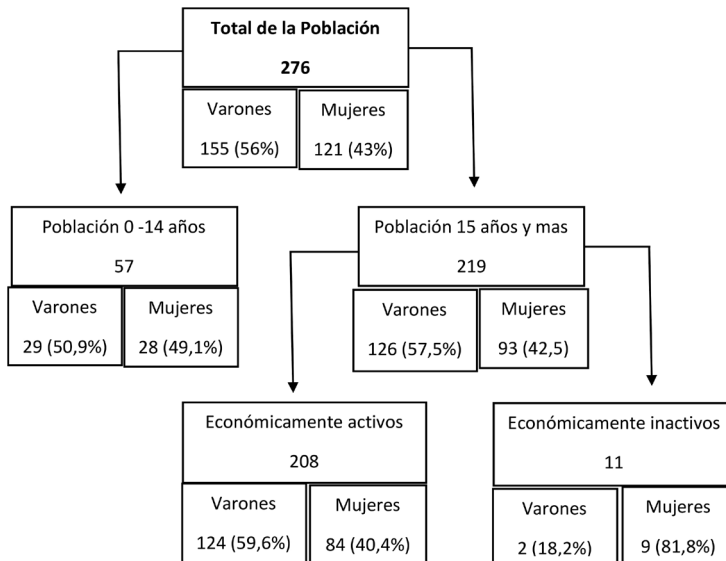 Total de la Población
276
Varones
155 (56%)
Mujeres
121 (43%)
Población 0 -14 años
57
Varones
29 (50,9%)
Mujeres
28 (49,1%)
Población 15 años y mas
219
Varones
126 (57,5%)
Mujeres
93 (42,5)
Económicamente activos
208
Varones
124 (59,6%)
Mujeres
84 (40,4%)
Económicamente inactivos
11
Varones
2 (18,2%)
Mujeres
9 (81,8%)